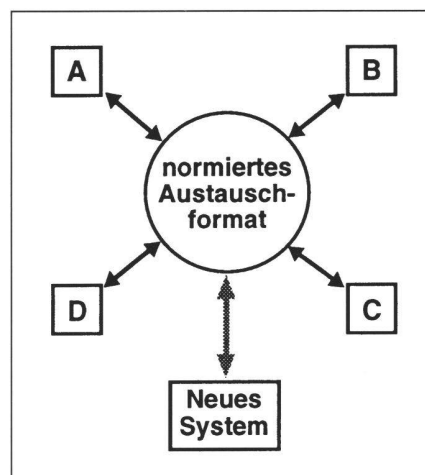 A
B
normiertes
Austausch-
format
D
C
Neues
System